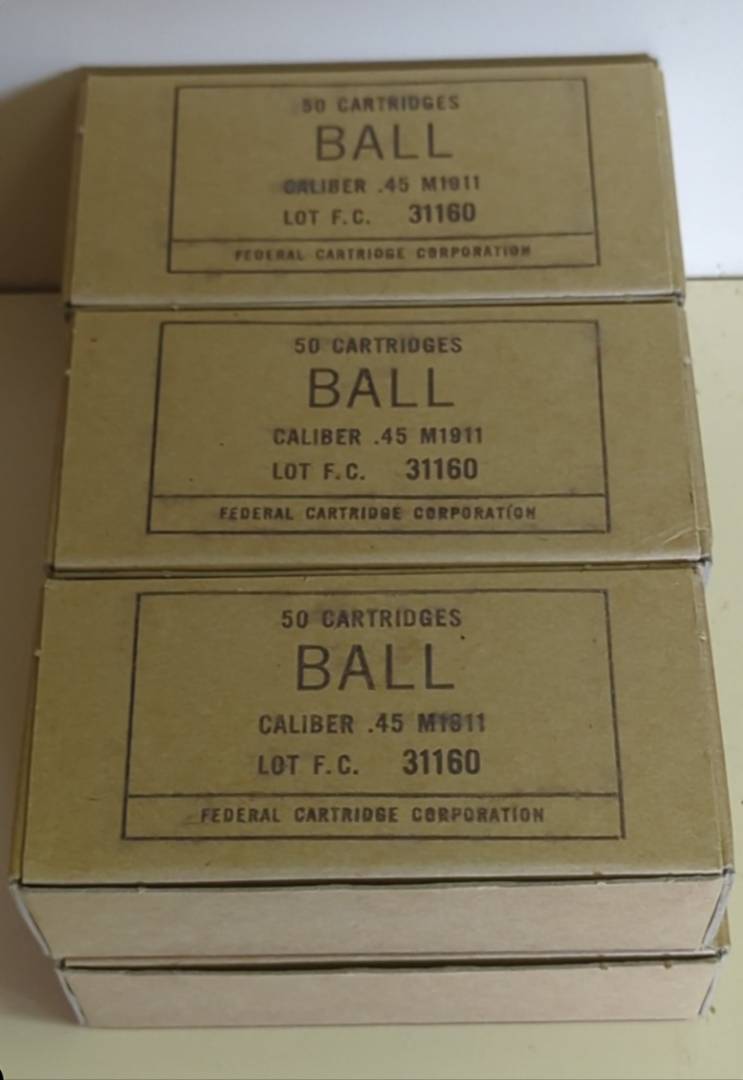 50 CARTRIDGES
BALL
CALIBER .45 M1911
LOT F.C. 31160
FEDERAL CARTRIDGE CORPORATION
50 CARTRIDGES
BALL
CALIBER .45 M1911
LOT F.C. 31160
FEDERAL CARTRIDGE CORPORATION
50 CARTRIDGES
BALL
CALIBER .45 M1911
LOT F.C. 31160
FEDERAL CARTRIDGE CORPORATION